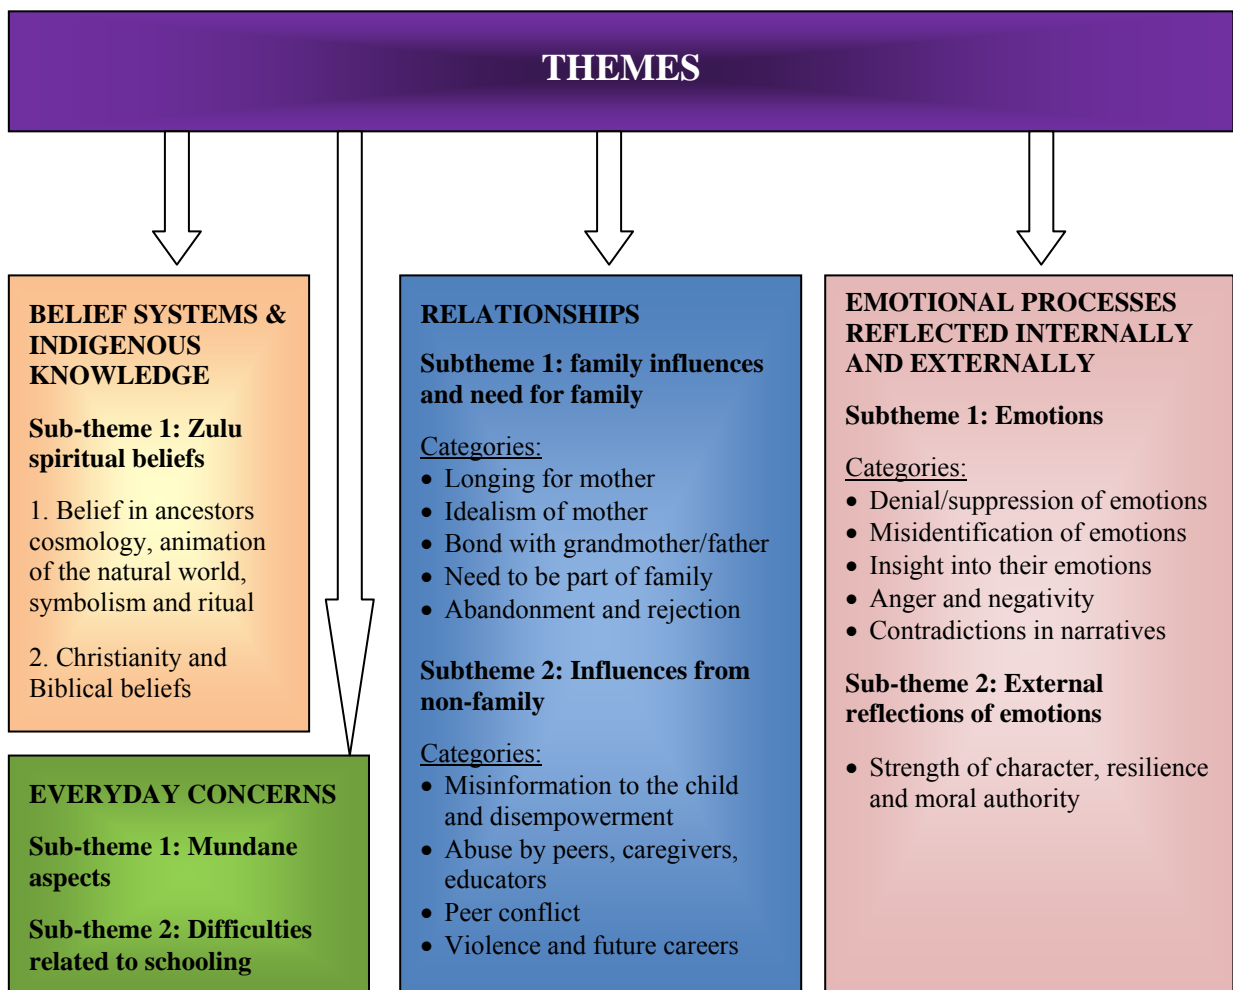 THEMES
BELIEF SYSTEMS &
INDIGENOUS
KNOWLEDGE
Sub-theme 1: Zulu
spiritual beliefs
1. Belief in ancestors
cosmology, animation
of the natural world,
symbolism and ritual
2. Christianity and
Biblical beliefs
EVERYDAY CONCERNS
Sub-theme 1: Mundane
aspects
Sub-theme 2: Difficulties
related to schooling
RELATIONSHIPS
Subtheme 1: family influences
and need for family
Categories:
• Longing for mother
• Idealism of mother
• Bond with grandmother/father
• Need to be part of family
• Abandonment and rejection
Subtheme 2: Influences from
non-family
Categories:
• Misinformation to the child
and disempowerment
• Abuse by peers, caregivers,
educators
• Peer conflict
• Violence and future careers
EMOTIONAL PROCESSES
REFLECTED INTERNALLY
AND EXTERNALLY
Subtheme 1: Emotions
Categories:
• Denial/suppression of emotions
• Misidentification of emotions
• Insight into their emotions
• Anger and negativity
• Contradictions in narratives
Sub-theme 2: External
reflections of emotions
• Strength of character, resilience
and moral authority